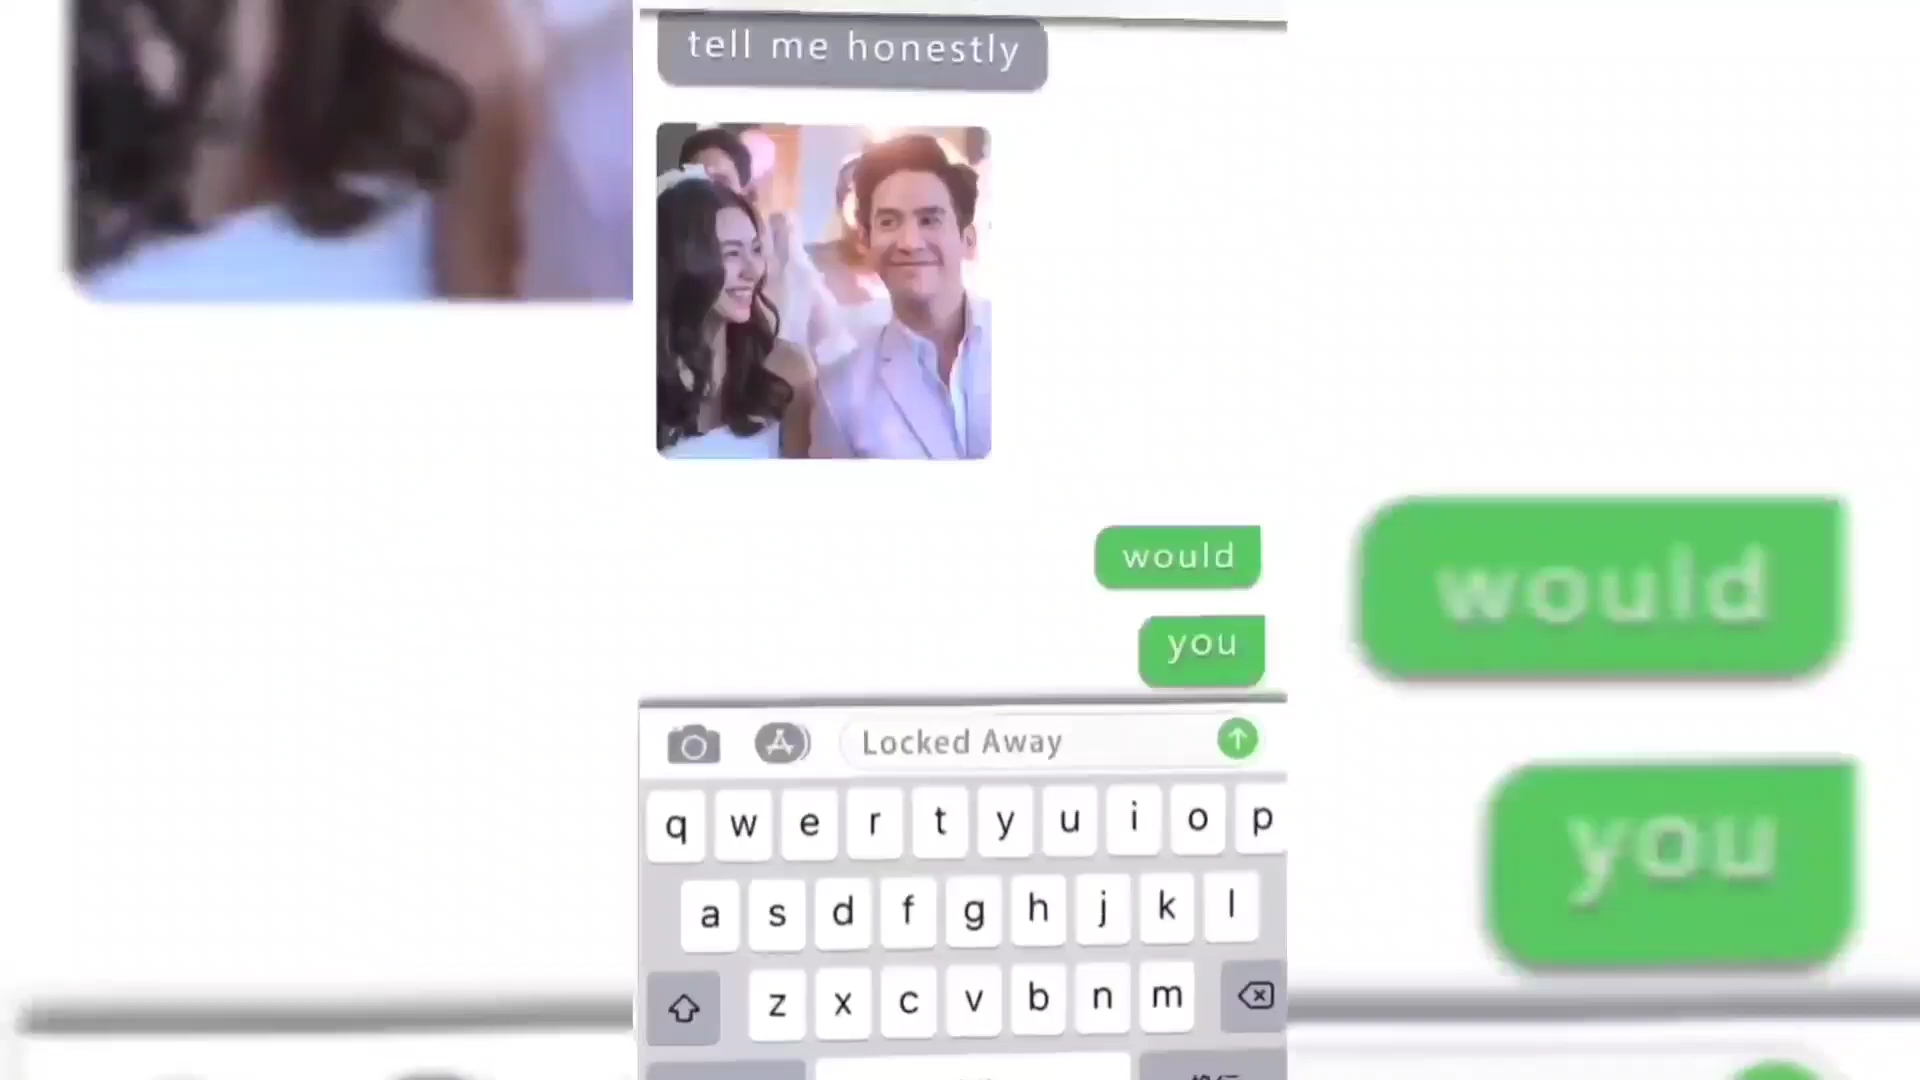 tell me honestly
would
you
would
you
Locked Away
q w e r t y u i o p
a s d f g h j k l
z x c v b n m